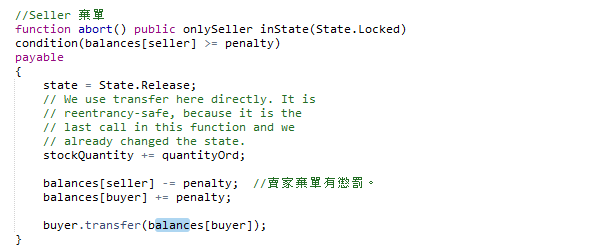 //Seller 棄單
function abort() public onlySeller inState(State.Locked)
condition(balances[seller] >= penalty)
payable
{
    state = State.Release;
    // We use transfer here directly. It is
    // reentrancy-safe, because it is the
    // last call in this function and we
    // already changed the state.
    stockQuantity += quantityOrd;

    balances[seller] -= penalty;  //賣家棄單有懲罰。
    balances[buyer] += penalty;

    buyer.transfer(balances[buyer]);
}